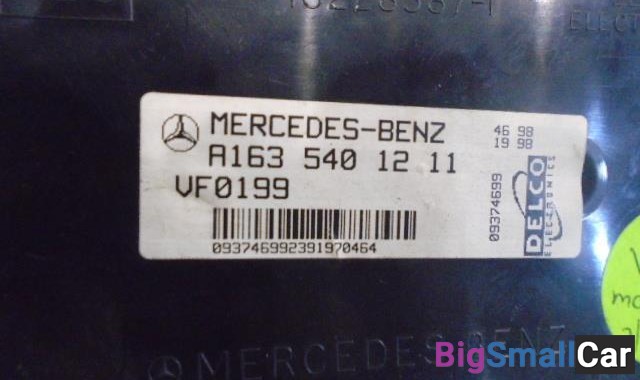 MERCEDES-BENZ
A163 540 12 11
VF0199
093746992391970464
46 98
19 98
09374699
DELCO
ELECTRONICS
MERCEDES-BENZ
BigSmallCar